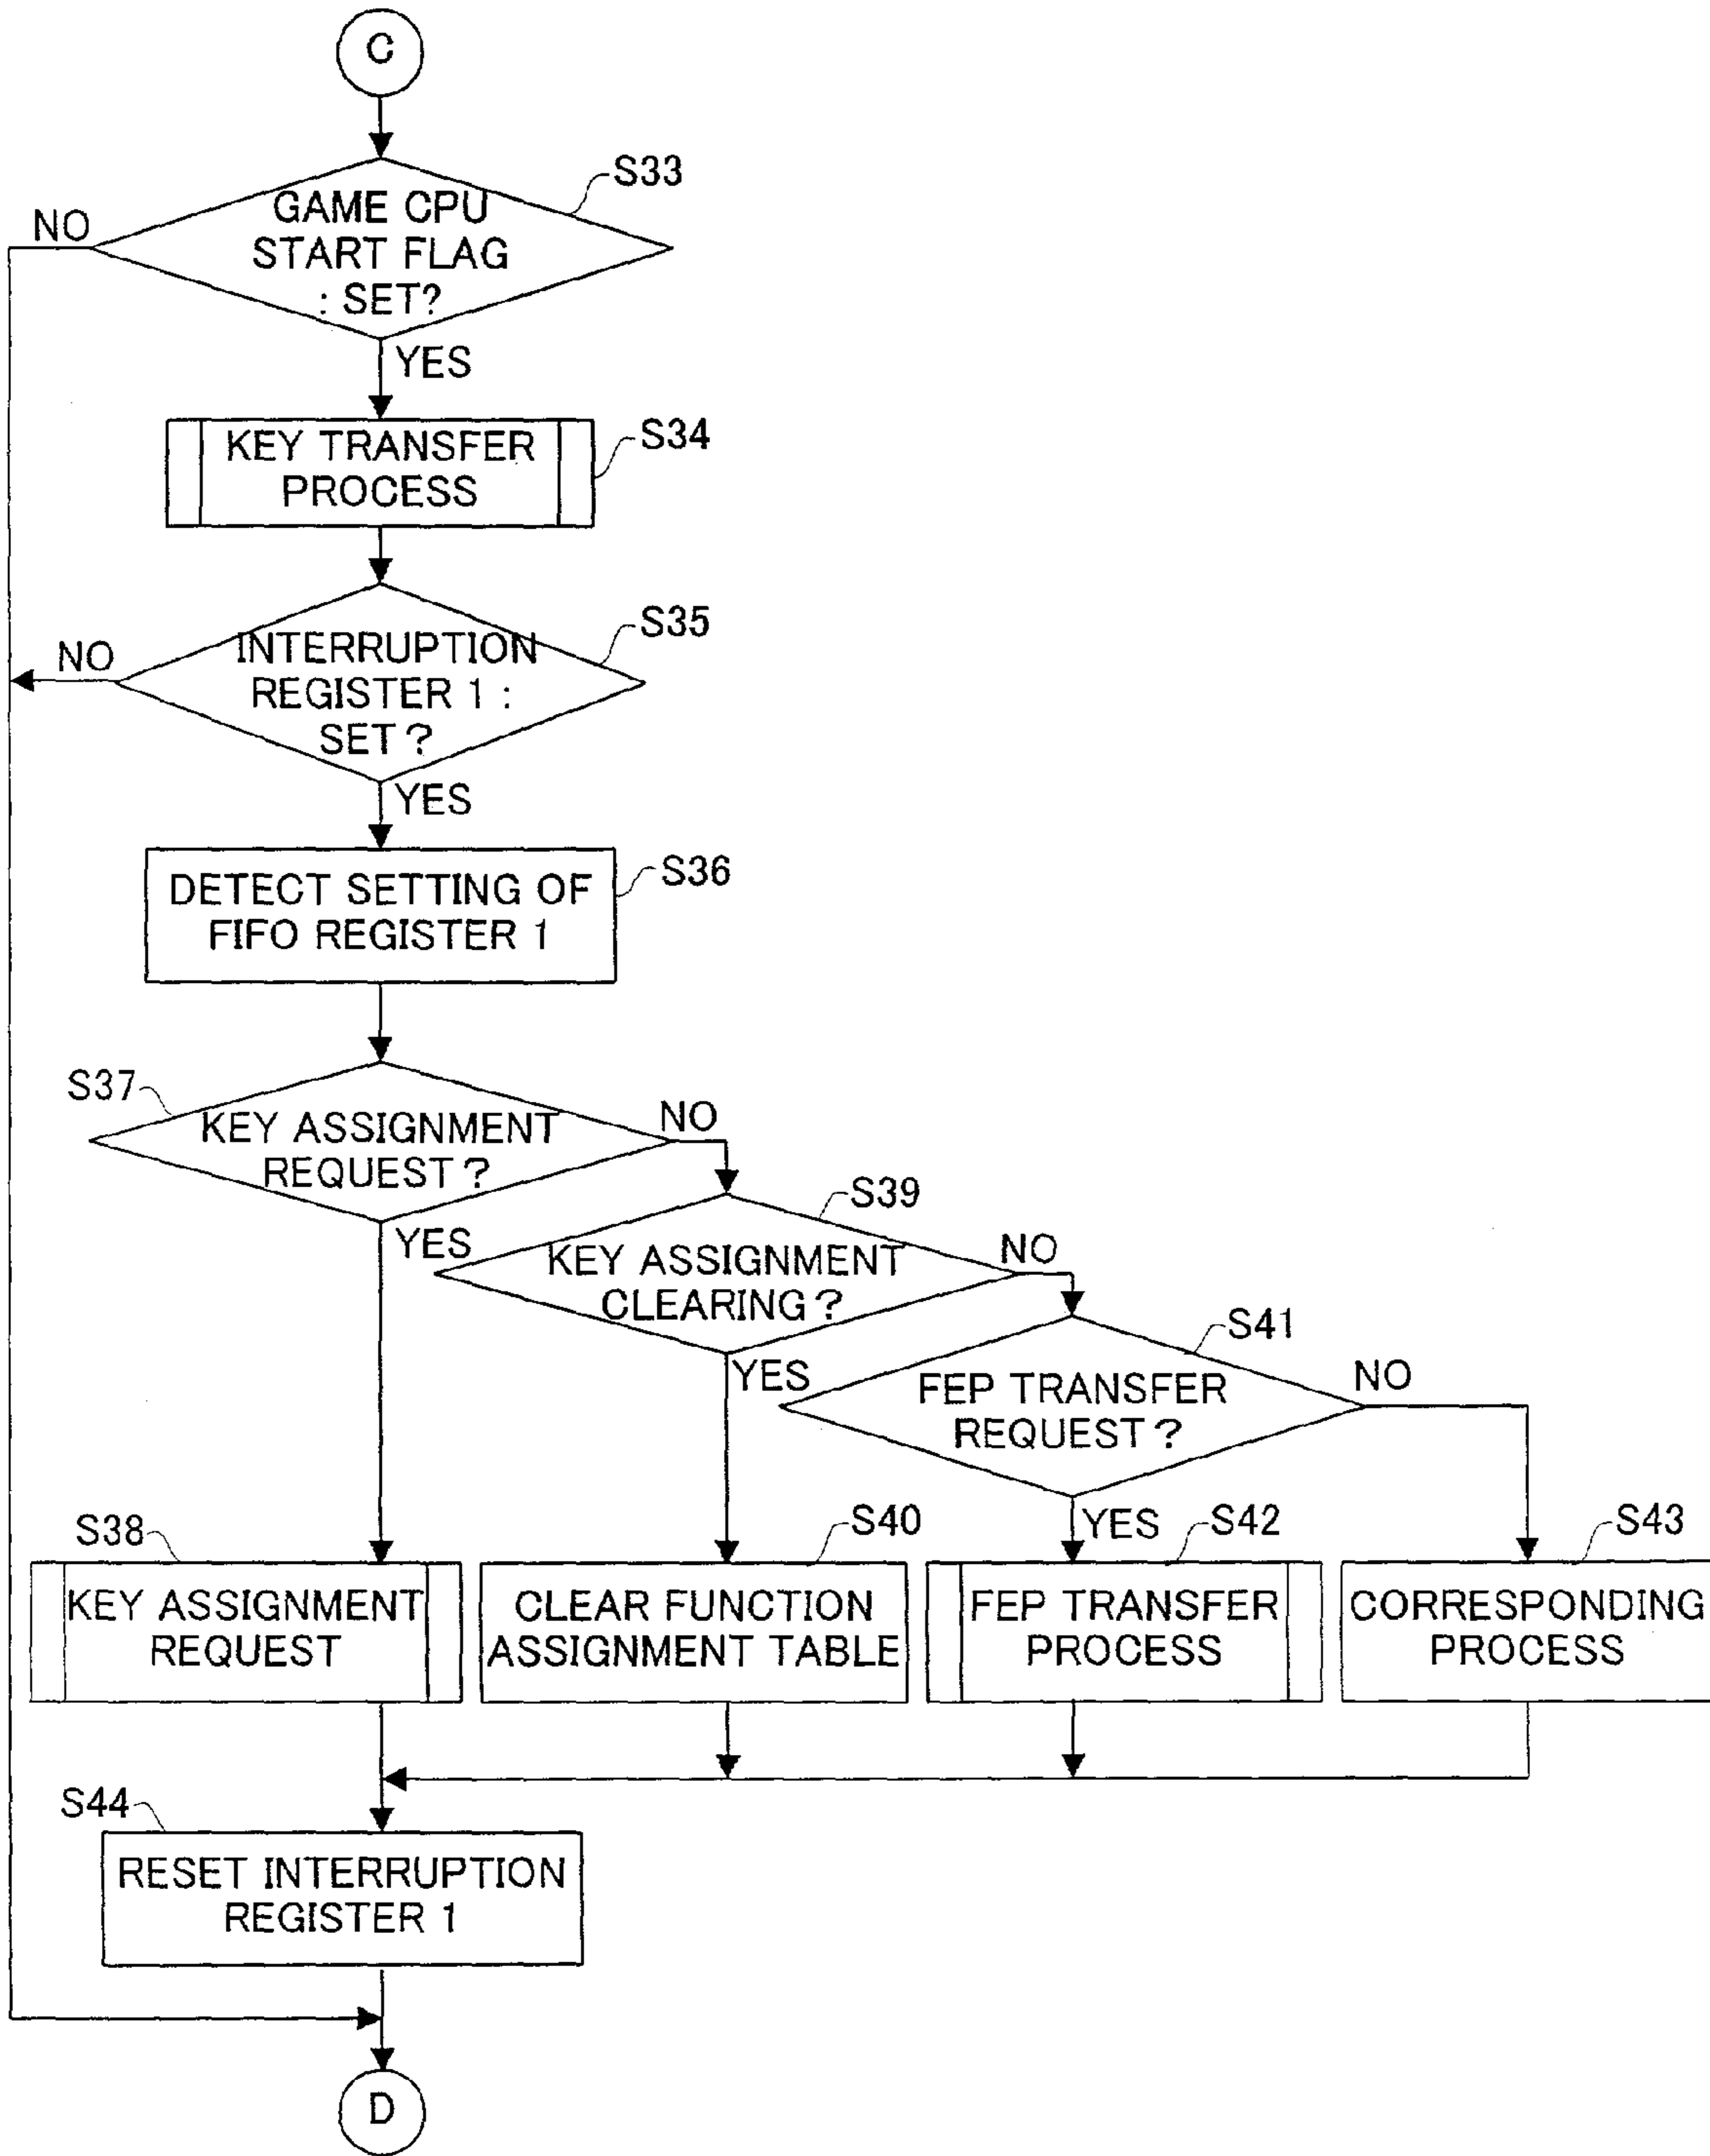 C
S33
GAME CPU
START FLAG
: SET?
NO
YES
S34
KEY TRANSFER
PROCESS
S35
INTERRUPTION
REGISTER 1 :
SET ?
NO
YES
S36
DETECT SETTING OF
FIFO REGISTER 1
S37
KEY ASSIGNMENT
REQUEST ?
NO
YES
S39
KEY ASSIGNMENT
CLEARING ?
NO
YES
S41
FEP TRANSFER
REQUEST ?
NO
YES
S38
KEY ASSIGNMENT
REQUEST
S40
CLEAR FUNCTION
ASSIGNMENT TABLE
S42
FEP TRANSFER
PROCESS
S43
CORRESPONDING
PROCESS
S44
RESET INTERRUPTION
REGISTER 1
D